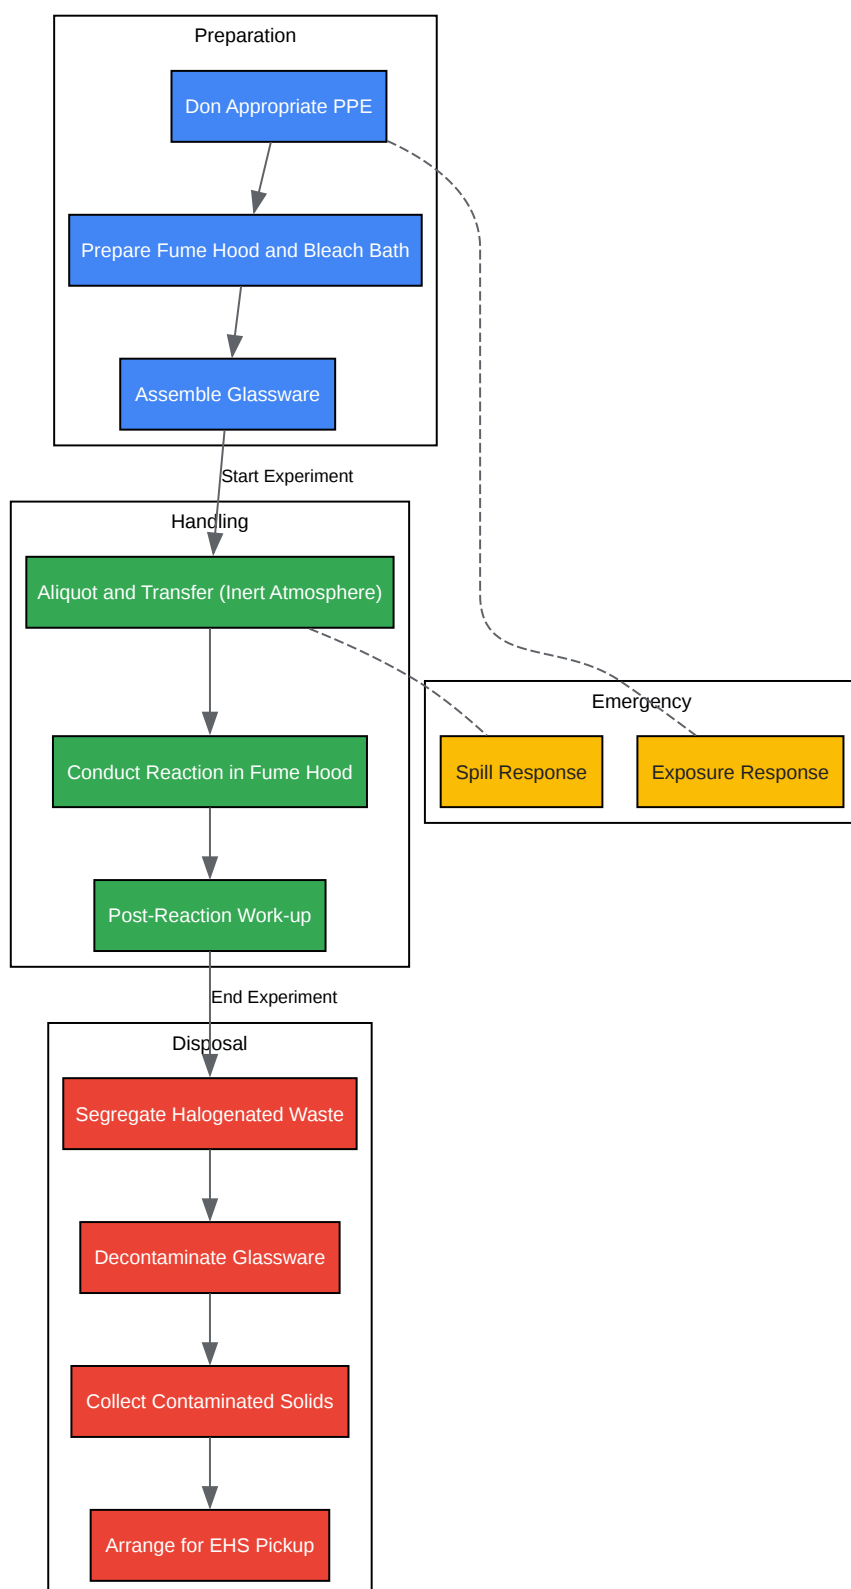 Preparation
Don Appropriate PPE
Prepare Fume Hood and Bleach Bath
Assemble Glassware
Start Experiment
Handling
Aliquot and Transfer (Inert Atmosphere)
Conduct Reaction in Fume Hood
Post-Reaction Work-up
Emergency
Spill Response
Exposure Response
End Experiment
Disposal
Segregate Halogenated Waste
Decontaminate Glassware
Collect Contaminated Solids
Arrange for EHS Pickup